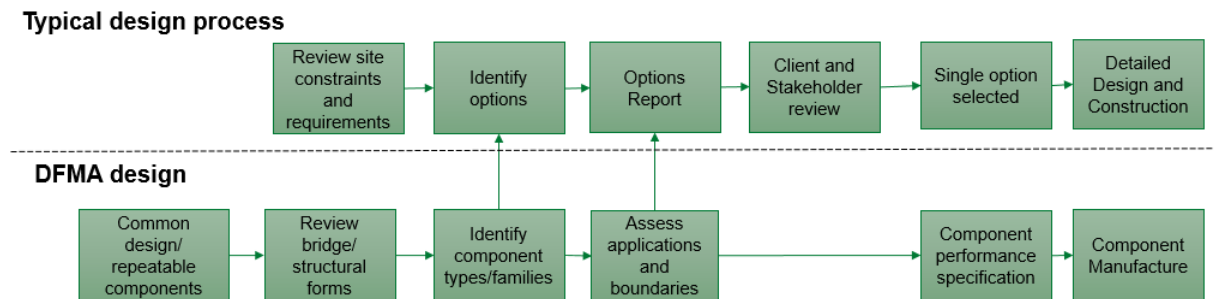 Typical design process
Review site
constraints
and
requirements
Identify
options
Options
Report
Client and
Stakeholder
review
Single option
selected
Detailed
Design and
Construction
DFMA design
Common
design/
repeatable
components
Review
bridge/
structural
forms
Identify
component
types/families
Assess
applications
and
boundaries
Component
performance
specification
Component
Manufacture